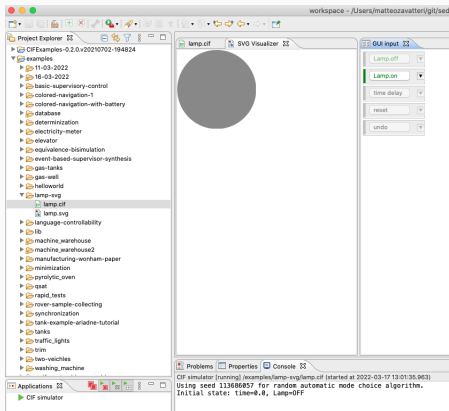 workspace - /Users/matteozavatteri/git/sed
Project Explorer
CIFExamples-0.2.0.v20210702-194824
examples
11-03-2022
16-03-2022
basic-supervisory-control
colored-navigation-1
colored-navigation-with-battery
database
determinization
electricity-meter
elevator
equivalence-bisimulation
event-based-supervisor-synthesis
gas-tanks
gas-well
helloworld
lamp-svg
lamp.cif
lamp.svg
language-controllability
lib
machine_warehouse
machine_warehouse2
manufacturing-wonham-paper
minimization
pyrolytic_oven
qsat
rapid_tests
rover-sample-collecting
synchronization
tank-example-ariadne-tutorial
tanks
traffic_lights
trim
two-veichles
washing_machine
Applications
CIF simulator
lamp.cif
SVG Visualizer
GUI input
Lamp.off
Lamp.on
time delay
reset
undo
Problems
Properties
Console
CIF simulator [running] /examples/lamp-svg/lamp.cif (started at 2022-03-17 13:01:35.963)
Using seed 113686057 for random automatic mode choice algorithm.
Initial state: time=0.0, Lamp=OFF